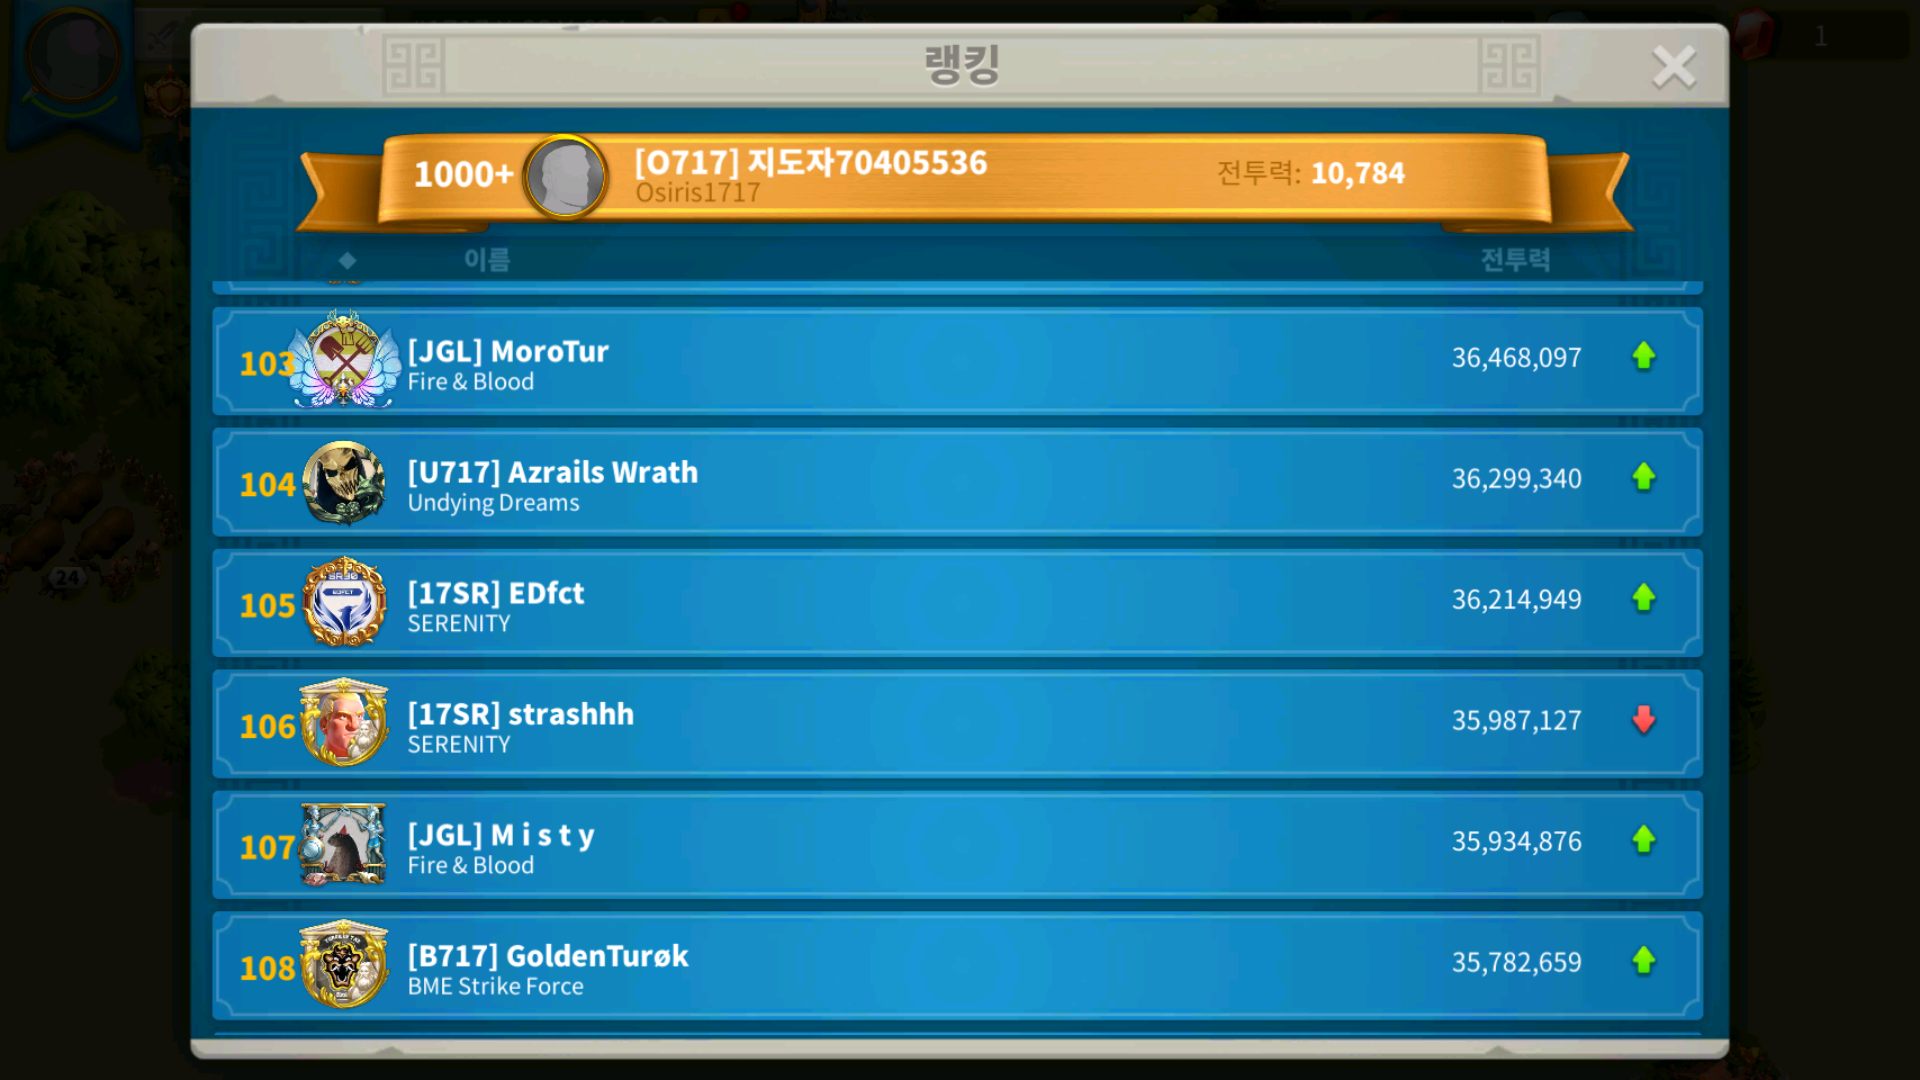 1
랭킹
1000+
[O717] 지도자70405536
Osiris1717
전투력: 10,784
이름
전투력
103
[JGL] MoroTur
Fire & Blood
36,468,097
104
[U717] Azrails Wrath
Undying Dreams
36,299,340
24
105
[17SR] EDfct
SERENITY
36,214,949
106
[17SR] strashhh
SERENITY
35,987,127
107
[JGL] M i s t y
Fire & Blood
35,934,876
108
[B717] GoldenTurøk
BME Strike Force
35,782,659